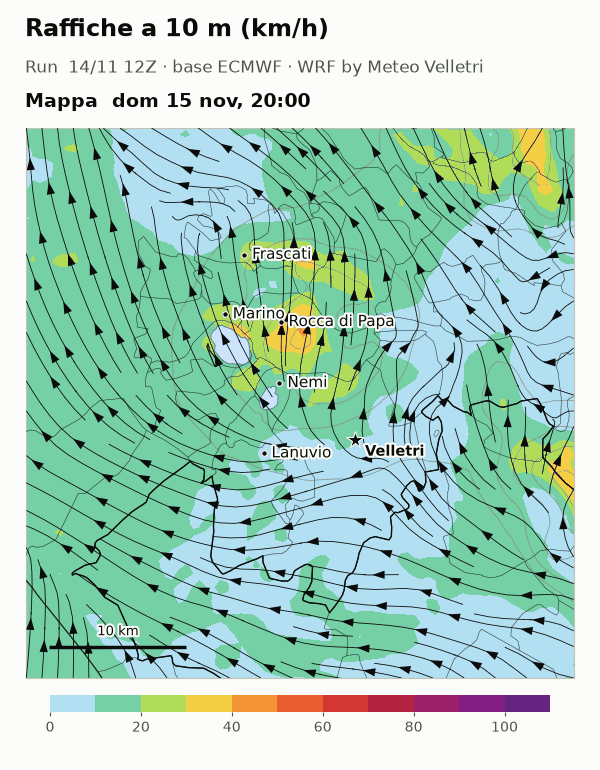 Raffiche a 10 m (km/h)
Run  14/11 12Z · base ECMWF · WRF by Meteo Velletri
Mappa  dom 15 nov, 20:00
Frascati
Marino
Rocca di Papa
Nemi
Velletri
Lanuvio
10 km
0 20 40 60 80 100